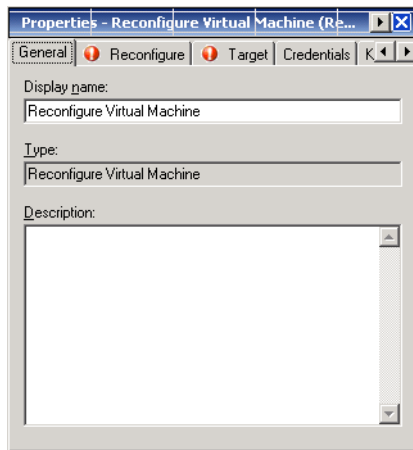 Properties - Reconfigure Virtual Machine (Re...
General Reconfigure Target Credentials K
Display name:
Reconfigure Virtual Machine
Type:
Reconfigure Virtual Machine
Description: